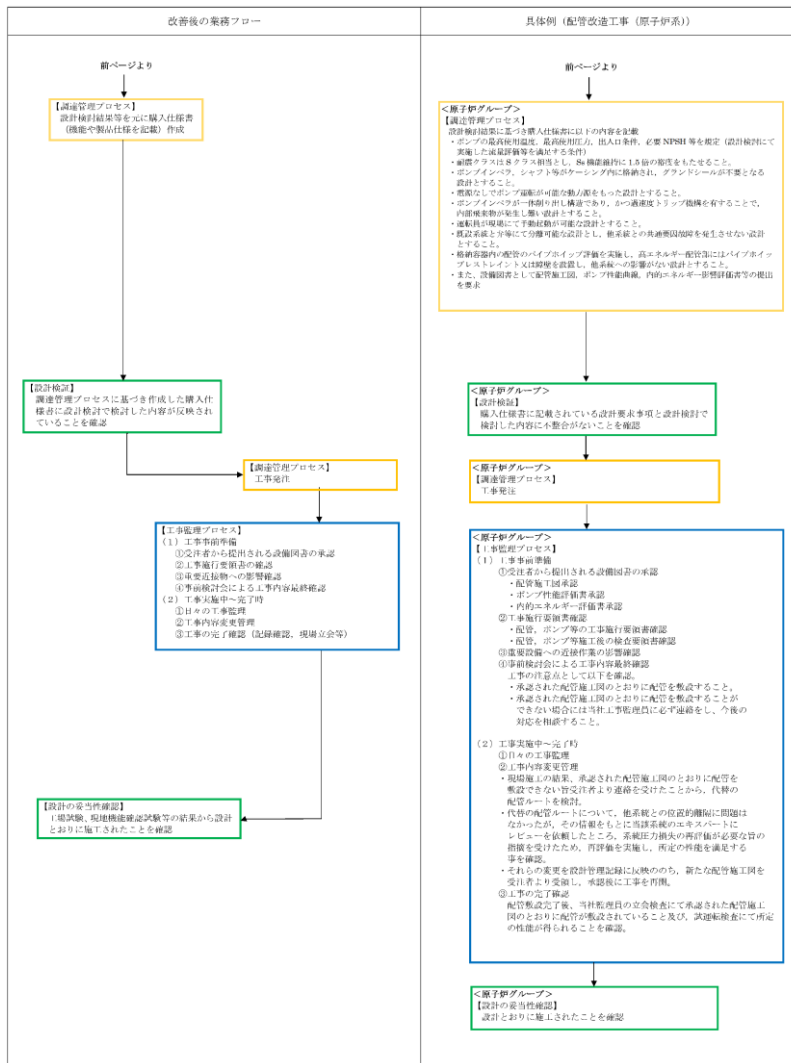 改善後の業務フロー
前ページより
【調達管理プロセス】
設計検討結果等を元に購入仕様書
（機能や製品仕様を記載）作成
【設計検証】
調達管理プロセスに基づき作成した購入仕
様書に設計検討で検討した内容が反映され
ていることを確認
【調達管理プロセス】
工事発注
【工事監理プロセス】
（１）工事事前準備
①受注者から提出される設備図書の承認
②工事施行要領書の確認
③重要近接物への影響確認
④事前検討会による工事内容最終確認
（２）工事実施中～完了時
①日々の工事監理
②工事内容変更管理
③工事の完了確認（記録確認、現場立会等）
【設計の妥当性確認】
工場試験、現地機能確認試験等の結果から設計
とおりに施工されたことを確認
具体例（配管改造工事（原子炉系））
前ページより
＜原子炉グループ＞
【調達管理プロセス】
設計検討結果に基づき購入仕様書に以下の内容を記載
・ポンプの最高使用温度、最高使用圧力、出入口条件、必要 NPSH 等を規定（設計検討にて
実施した流量評価等を満足する条件）
・耐震クラスは S クラス相当とし、Ss 機能維持に 1.5 倍の裕度をもたせること。
・ポンプインペラ、シャフト等がケーシング内に格納され、グランドシールが不要となる
設計とすること。
・電源なしでポンプ運転が可能な動力源をもった設計とすること。
・ポンプインペラが一体削り出し構造であり、かつ過速度トリップ機構を有することで、
内部飛来物が発生し難い設計とすること。
・運転員が現場にて手動起動が可能な設計とすること。
・既設系統と弁等にて分離可能な設計とし、他系統との共通要因故障を発生させない設計
とすること。
・格納容器内の配管のパイプホイップ評価を実施し、高エネルギー配管部にはパイプホイッ
プレストレイント又は障壁を設置し、他系統への影響がない設計とすること。
・また、設備図書として配管施工図、ポンプ性能曲線、内的エネルギー影響評価書等の提出
を要求
＜原子炉グループ＞
【設計検証】
購入仕様書に記載されている設計要求事項と設計検討で
検討した内容に不整合がないことを確認
＜原子炉グループ＞
【調達管理プロセス】
工事発注
＜原子炉グループ＞
【工事監理プロセス】
（１）工事事前準備
①受注者から提出される設備図書の承認
・配管施工図承認
・ポンプ性能評価書承認
・内的エネルギー評価書承認
②工事施行要領書確認
・配管、ポンプ等の工事施行要領書確認
・配管、ポンプ等施工後の検査要領書確認
③重要設備への近接作業の影響確認
④事前検討会による工事内容最終確認
工事の注意点として以下を確認。
・承認された配管施工図のとおりに配管を敷設すること。
・承認された配管施工図のとおりに配管を敷設することが
できない場合には当社工事監理員に必ず連絡をし、今後の
対応を相談すること。
（２）工事実施中～完了時
①日々の工事監理
②工事内容変更管理
・現場施工の結果、承認された配管施工図のとおりに配管を
敷設できない旨受注者より連絡を受けたことから、代替の
配管ルートを検討。
・代替の配管ルートについて、他系統との位置的離隔に問題は
なかったが、その情報をもとに当該系統のエキスパートに
レビューを依頼したところ、系統圧力損失の再評価が必要な旨の
指摘を受けたため、再評価を実施し、所定の性能を満足する
事を確認。
・それらの変更を設計管理記録に反映ののち、新たな配管施工図を
受注者より受領し、承認後に工事を再開。
③工事の完了確認
配管敷設完了後、当社監理員の立会検査にて承認された配管施工
図のとおりに配管が敷設されていること及び、試運転検査にて所定
の性能が得られることを確認。
＜原子炉グループ＞
【設計の妥当性確認】
設計とおりに施工されたことを確認